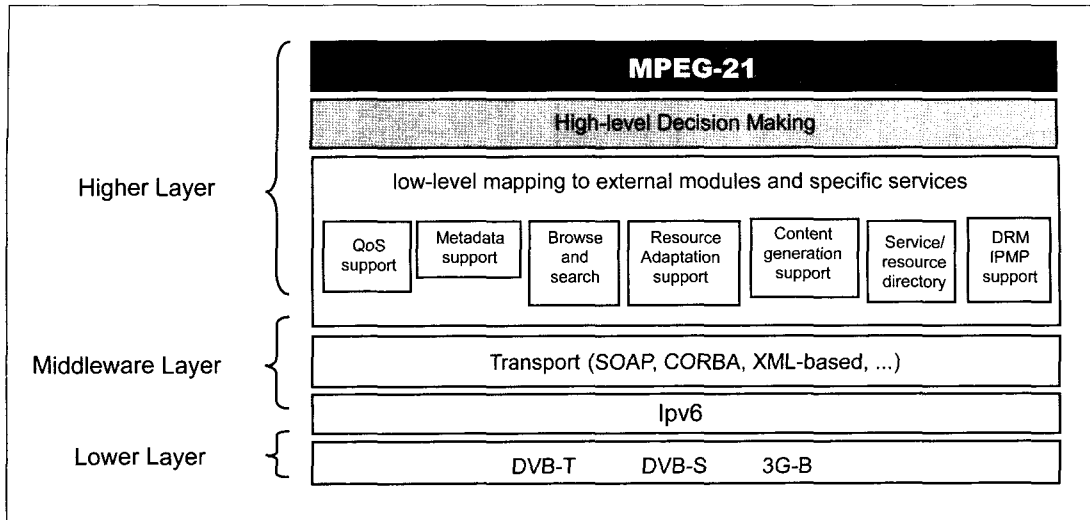 MPEG-21
High-level Decision Making
Higher Layer
low-level mapping to external modules and specific services
QoS
support
Metadata
support
Browse
and
search
Resource
Adaptation
support
Content
generation
support
Service/
resource
directory
DRM
IPMP
support
Middleware Layer
Transport (SOAP, CORBA, XML-based, ...)
Ipv6
Lower Layer
DVB-T DVB-S 3G-B